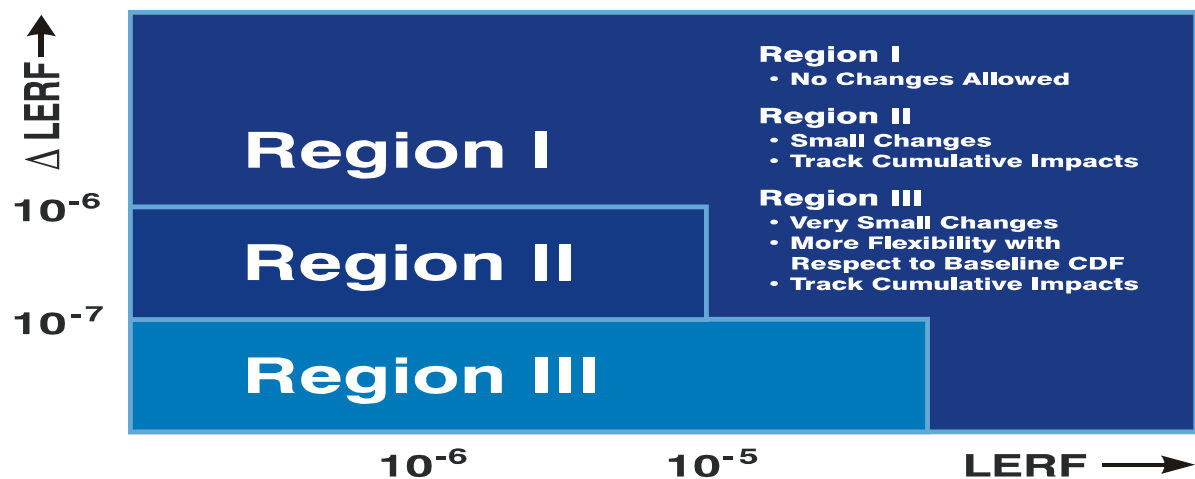 Δ LERF→
Region I
• No Changes Allowed
Region II
• Small Changes
• Track Cumulative Impacts
Region III
• Very Small Changes
• More Flexibility with
Respect to Baseline CDF
• Track Cumulative Impacts
Region I
10⁻⁶
Region II
10⁻⁷
Region III
10⁻⁶
10⁻⁵
LERF →